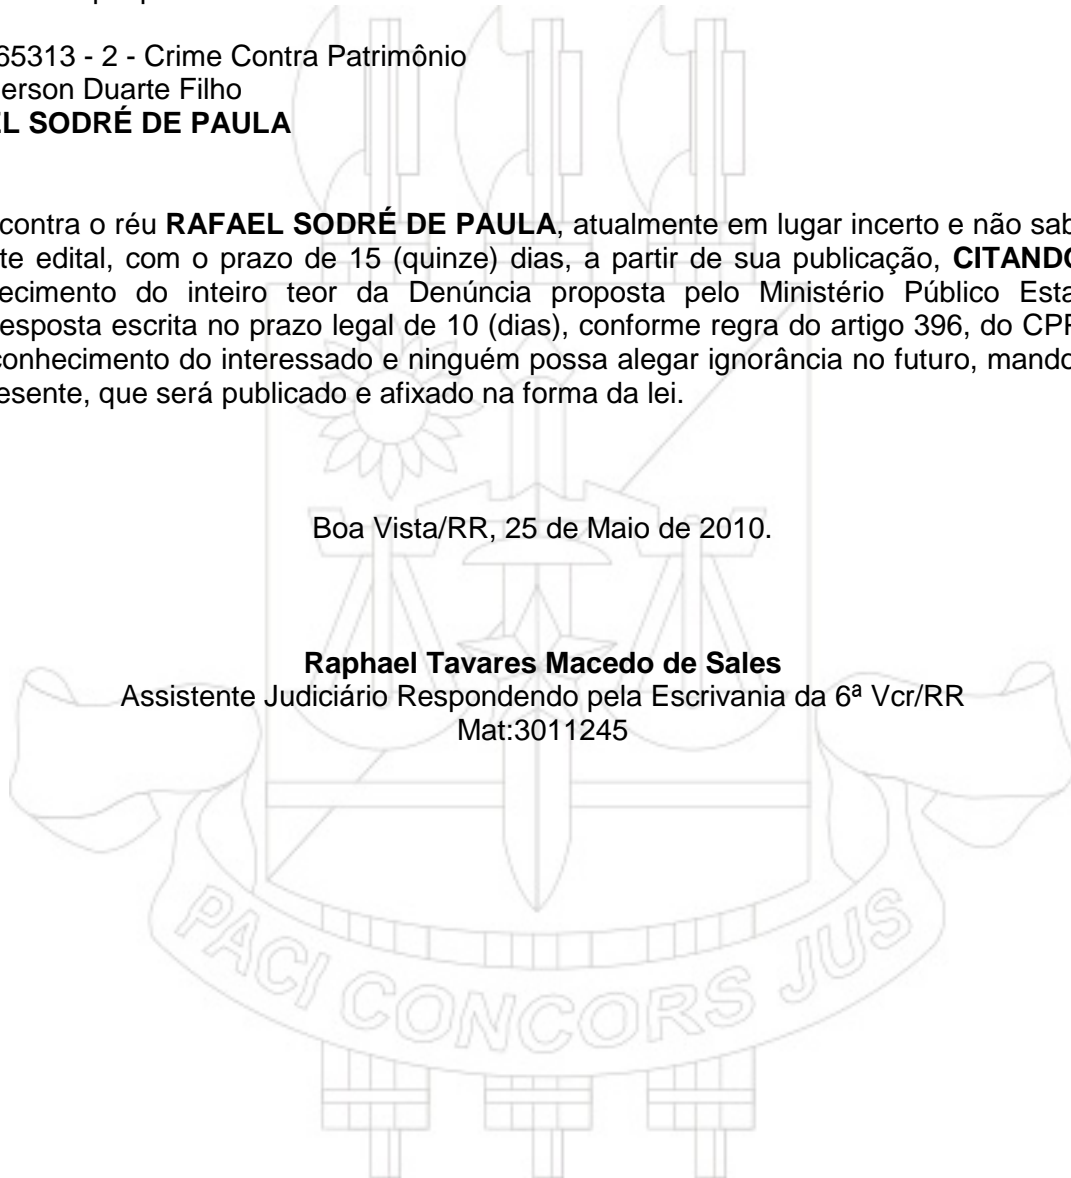 65313 - 2 - Crime Contra Patrimônio
erson Duarte Filho
EL SODRÉ DE PAULA
contra o réu RAFAEL SODRÉ DE PAULA, atualmente em lugar incerto e não sab
te edital, com o prazo de 15 (quinze) dias, a partir de sua publicação, CITANDO
ecimento do inteiro teor da Denúncia proposta pelo Ministério Público Esta
esposta escrita no prazo legal de 10 (dias), conforme regra do artigo 396, do CPP
conhecimento do interessado e ninguém possa alegar ignorância no futuro, mando
esente, que será publicado e afixado na forma da lei.
Boa Vista/RR, 25 de Maio de 2010.
Raphael Tavares Macedo de Sales
Assistente Judiciário Respondendo pela Escrivania da 6ª Vcr/RR
Mat:3011245
PACI CONCORS JUS